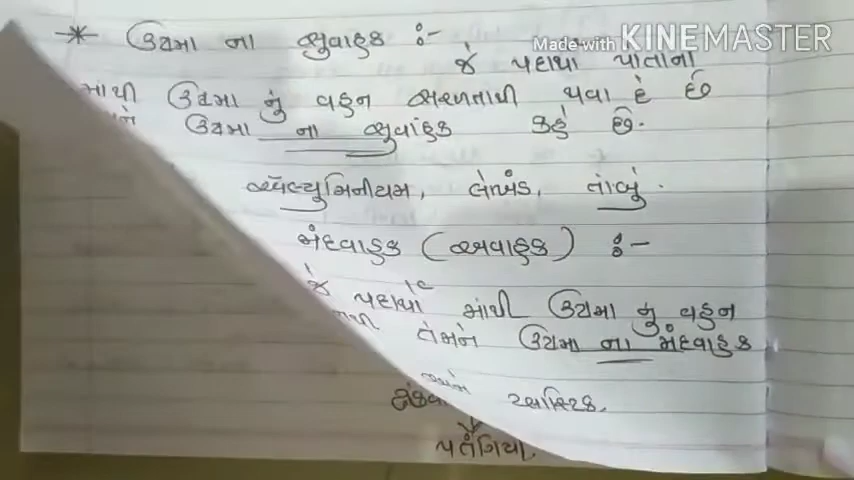 Made with KINEMASTER
* ઉષ્મા ના સુવાહક :-
જે પદાર્થો પોતાના
માંથી ઉષ્મા નું વહન સરળતાથી થવા દે છે
ઉષ્મા ના સુવાહક કહે છે.
એલ્યુમિનીયમ, લોખંડ, તાંબુ.
મંદવાહક (અવાહક) :-
જે પદાર્થો માંથી ઉષ્મા નું વહન
નથી તેમને ઉષ્મા ના મંદવાહક
પ્લાસ્ટિક,
પતંગિયા.